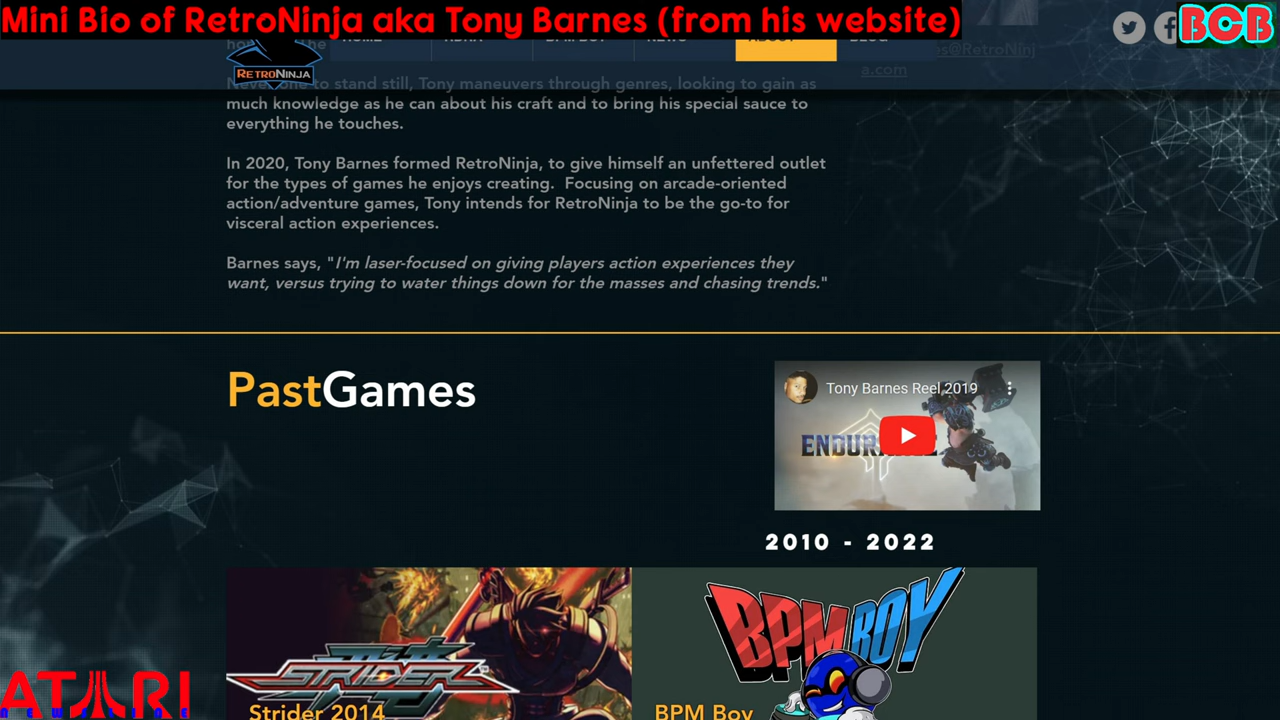 Mini Bio of RetroNinja aka Tony Barnes (from his website)
BCB
RETRONINJA
s@RetroNinj
a.com
to stand still, Tony maneuvers through genres, looking to gain as
much knowledge as he can about his craft and to bring his special sauce to
everything he touches.
In 2020, Tony Barnes formed RetroNinja, to give himself an unfettered outlet
for the types of games he enjoys creating.  Focusing on arcade-oriented
action/adventure games, Tony intends for RetroNinja to be the go-to for
visceral action experiences.
Barnes says, "I'm laser-focused on giving players action experiences they
want, versus trying to water things down for the masses and chasing trends."
PastGames
Tony Barnes Reel,2019
2010 - 2022
STRIDER
Strider 2014
BPM BOY
BPM Boy
ATARI